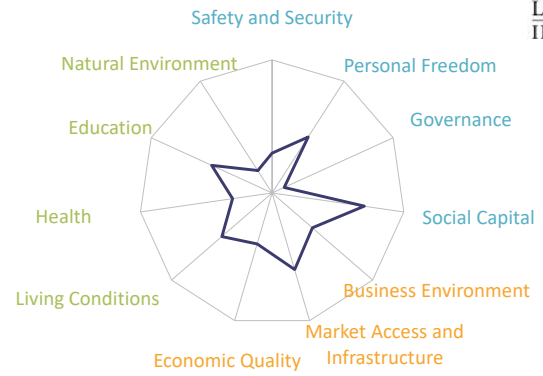 Safety and Security
L
Natural Environment
Personal Freedom
Education
Governance
Health
Social Capital
Living Conditions
Business Environment
Market Access and
Infrastructure
Economic Quality